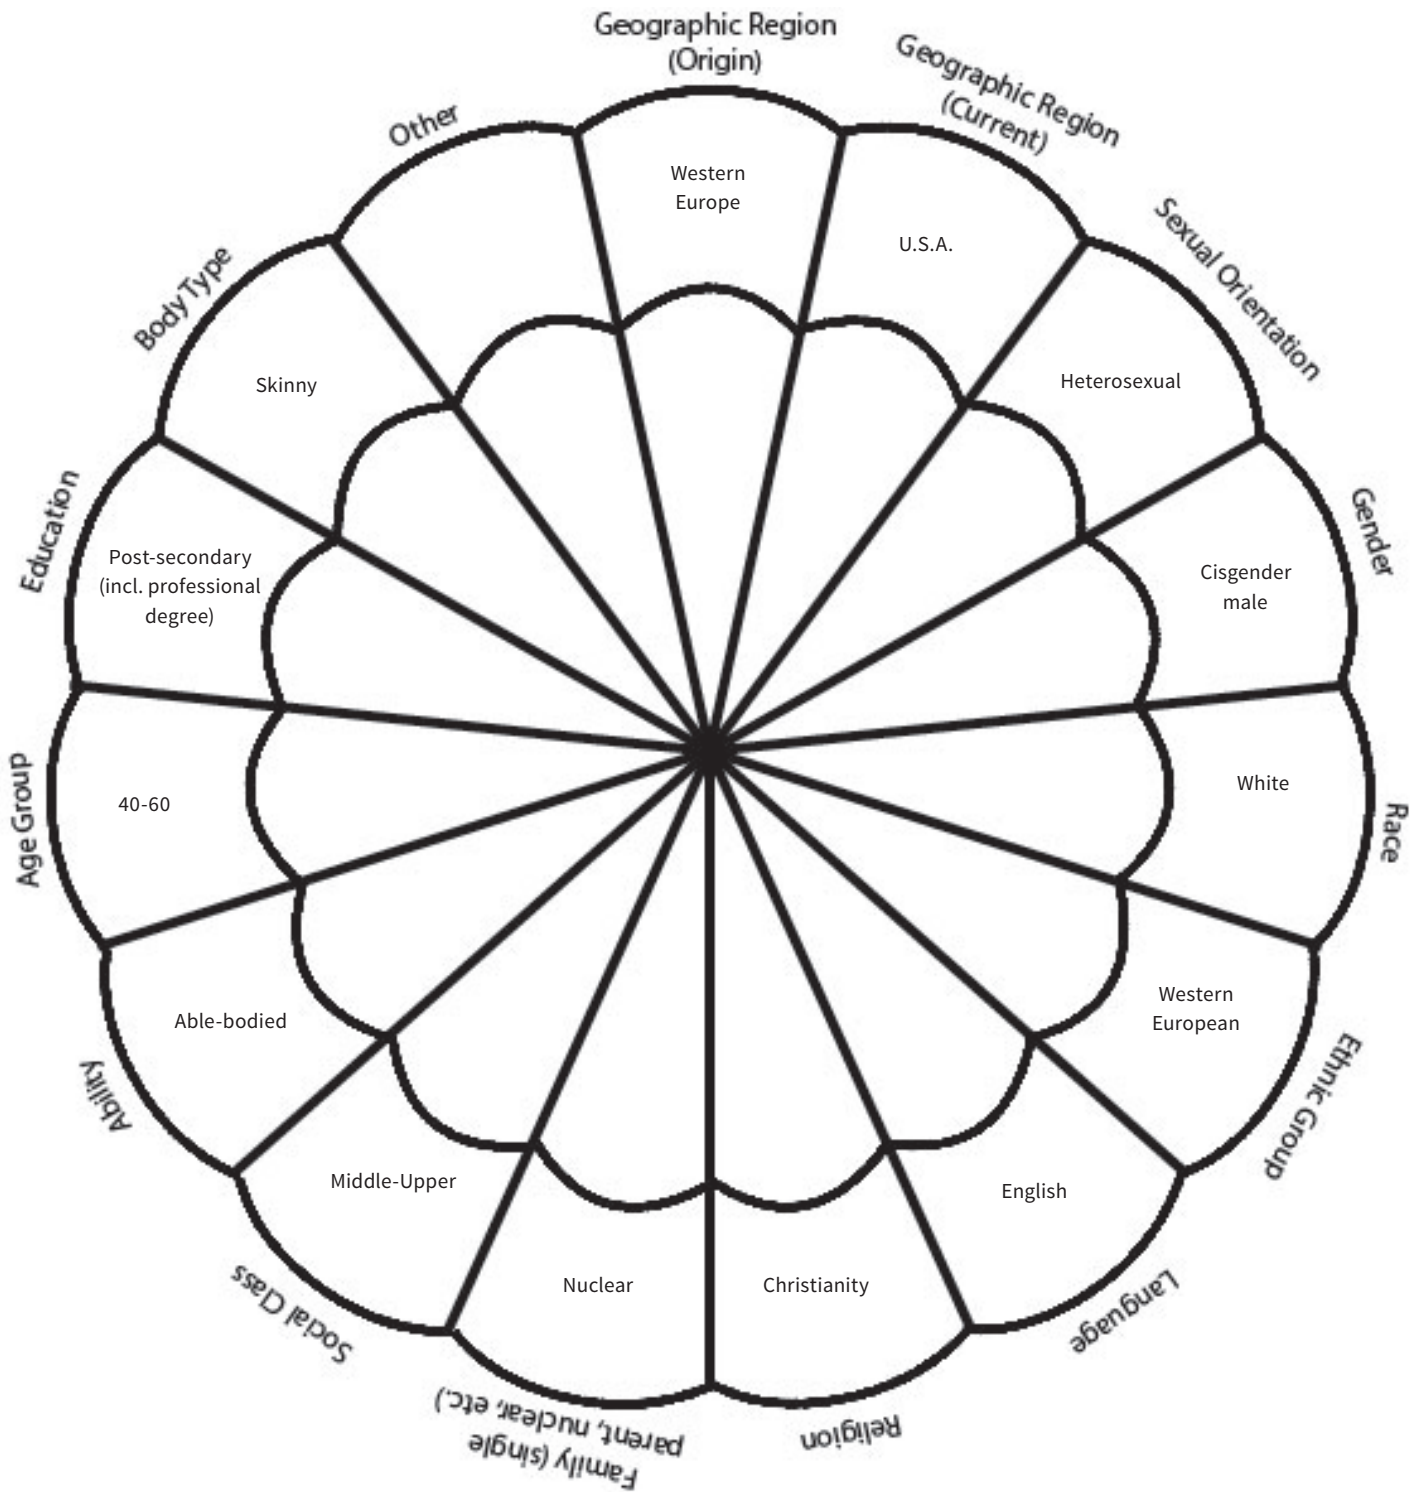 Geographic Region
(Origin)
Geographic Region
(Current)
Sexual Orientation
Gender
Race
Ethnic Group
Language
Religion
Family (single
parent, nuclear, etc.)
Social Class
Ability
Age Group
Education
Body Type
Other
Western
Europe
U.S.A.
Heterosexual
Cisgender
male
White
Western
European
English
Christianity
Nuclear
Middle-Upper
Able-bodied
40-60
Post-secondary
(incl. professional
degree)
Skinny